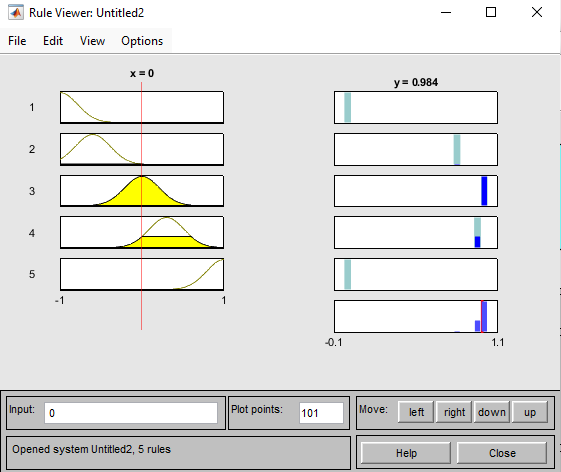 Rule Viewer: Untitled2
File Edit View Options
x = 0 y = 0.984
1
2
3
4
5
-1 1
-0.1 1.1
Input: 0 Plot points: 101 Move: left right down up
Opened system Untitled2, 5 rules Help Close